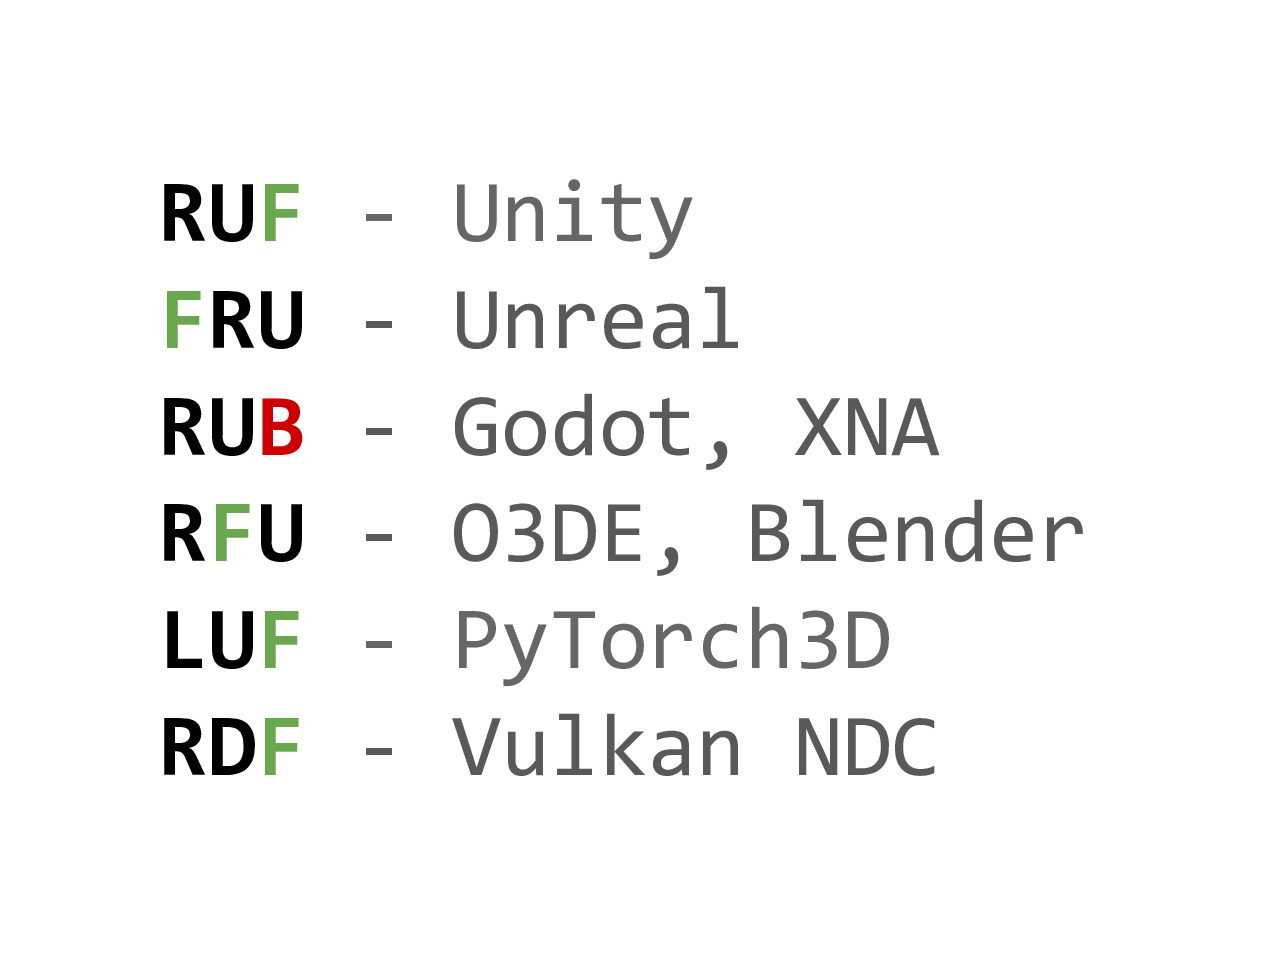 RUF - Unity
FRU - Unreal
RUB - Godot, XNA
RFU - O3DE, Blender
LUF - PyTorch3D
RDF - Vulkan NDC